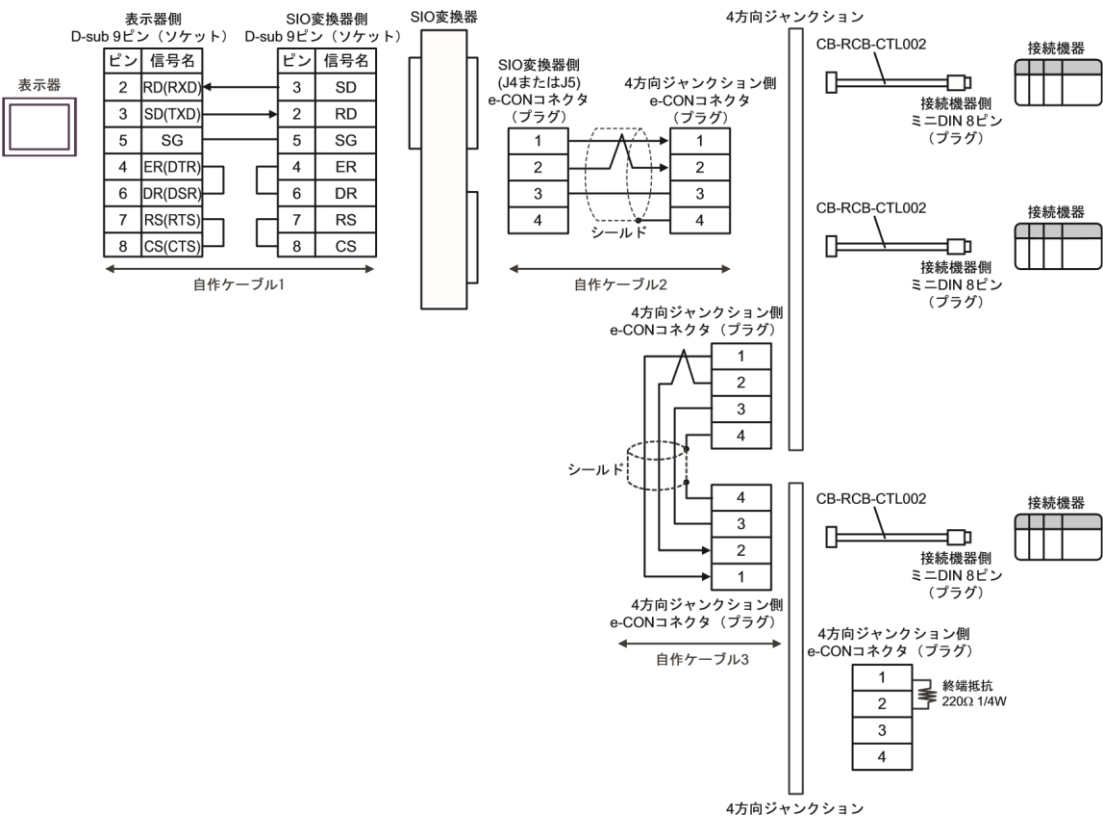 表示器
表示器側
D-sub 9ピン（ソケット）
ピン 信号名
2 RD(RXD)
3 SD(TXD)
5 SG
4 ER(DTR)
6 DR(DSR)
7 RS(RTS)
8 CS(CTS)
SIO変換器側
D-sub 9ピン（ソケット）
ピン 信号名
3 SD
2 RD
5 SG
4 ER
6 DR
7 RS
8 CS
自作ケーブル1
SIO変換器
SIO変換器側
(J4またはJ5)
e-CONコネクタ
（プラグ）
1
2
3
4
シールド
4方向ジャンクション側
e-CONコネクタ
（プラグ）
1
2
3
4
自作ケーブル2
4方向ジャンクション
CB-RCB-CTL002
接続機器側
ミニDIN 8ピン
（プラグ）
接続機器
CB-RCB-CTL002
接続機器側
ミニDIN 8ピン
（プラグ）
接続機器
4方向ジャンクション側
e-CONコネクタ（プラグ）
1
2
3
4
シールド
4
3
2
1
4方向ジャンクション側
e-CONコネクタ（プラグ）
自作ケーブル3
CB-RCB-CTL002
接続機器側
ミニDIN 8ピン
（プラグ）
接続機器
4方向ジャンクション側
e-CONコネクタ（プラグ）
1
2
3
4
終端抵抗
220Ω 1/4W
4方向ジャンクション